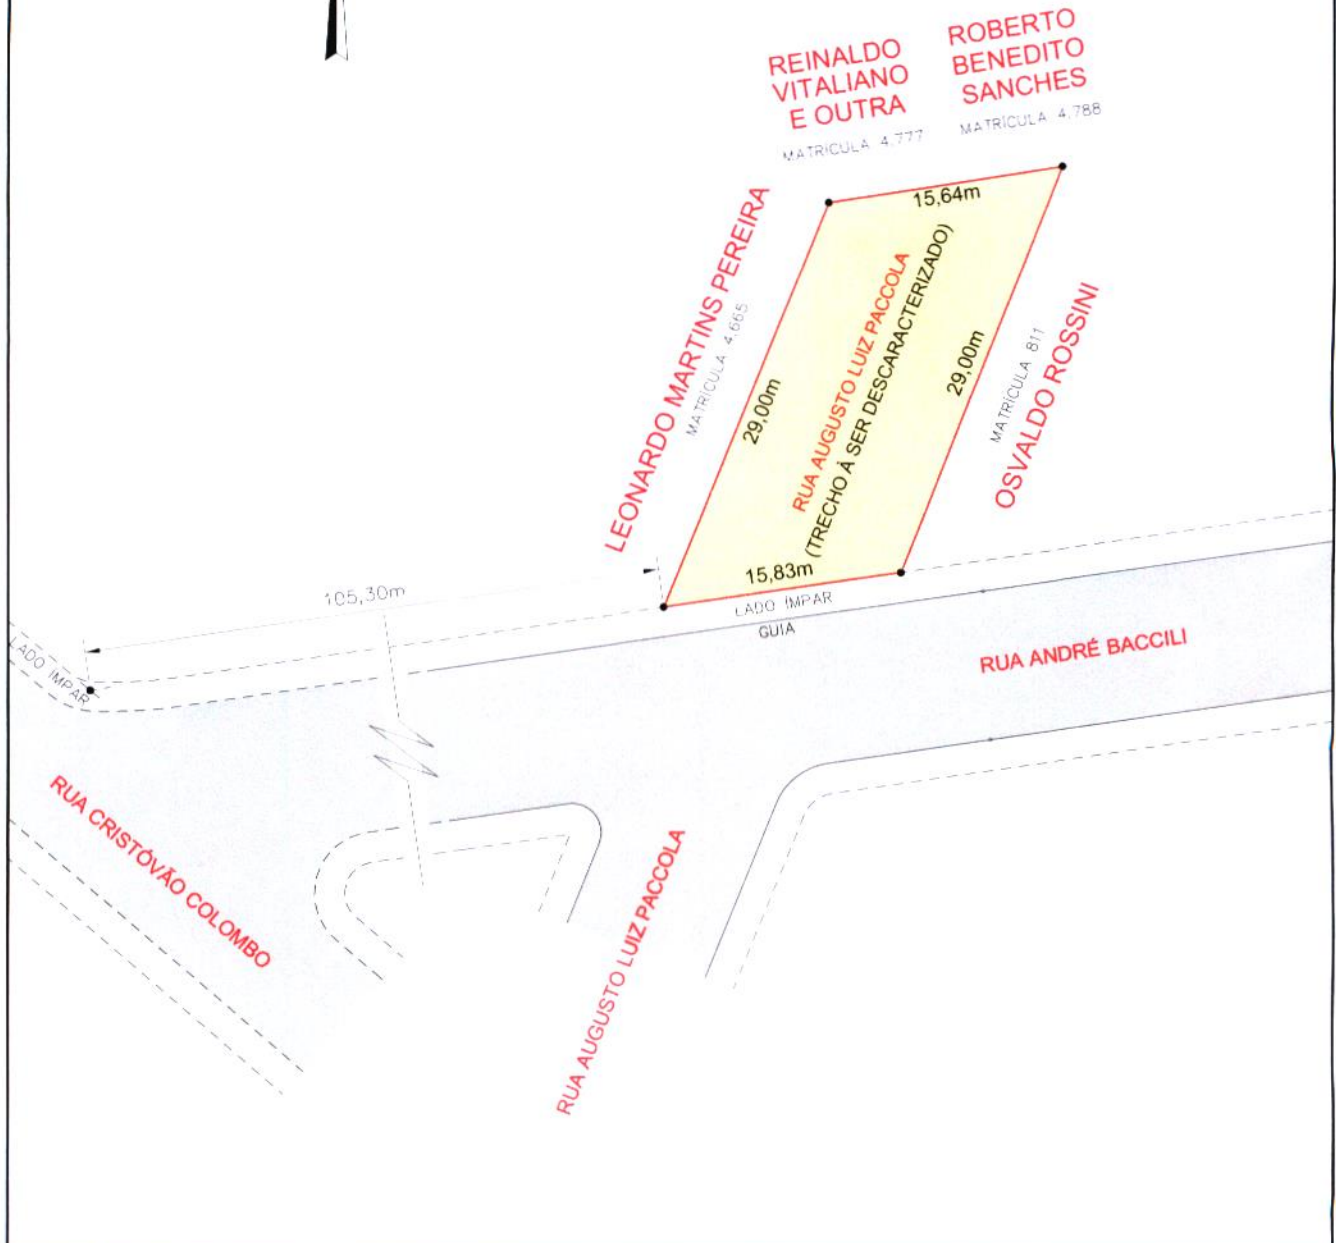 REINALDO
VITALIANO
E OUTRA
MATRÍCULA 4.777
ROBERTO
BENEDITO
SANCHES
MATRÍCULA 4.788
15,64m
LEONARDO MARTINS PEREIRA
MATRÍCULA 4.665
29,00m
RUA AUGUSTO LUIZ PACCOLA
(TRECHO À SER DESCARACTERIZADO)
29,00m
MATRÍCULA 811
OSVALDO ROSSINI
15,83m
LADO ÍMPAR
GUIA
105,30m
LADO ÍMPAR
RUA ANDRÉ BACCILI
RUA CRISTÓVÃO COLOMBO
RUA AUGUSTO LUIZ PACCOLA